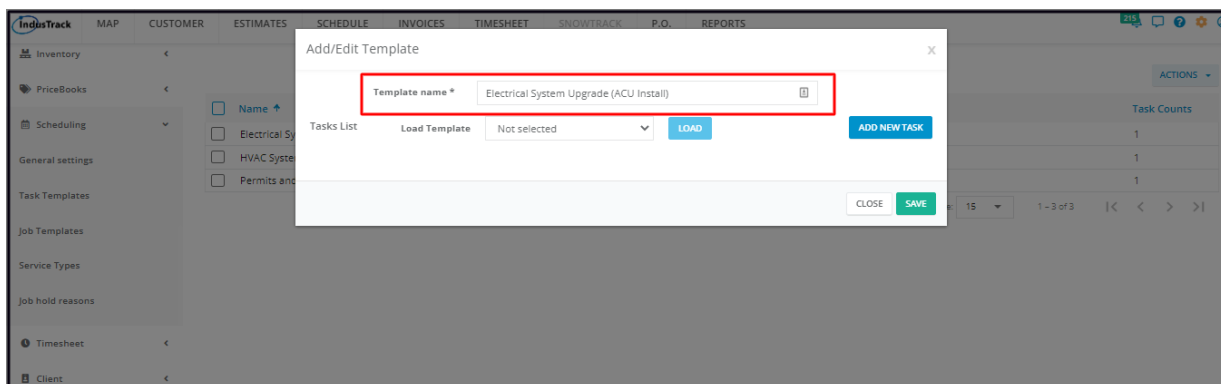 IndusTrack MAP CUSTOMER ESTIMATES SCHEDULE INVOICES TIMESHEET SNOWTRACK P.O. REPORTS 215
Inventory
PriceBooks
Scheduling
General settings
Task Templates
Job Templates
Service Types
Job hold reasons
Timesheet
Client
Add/Edit Template X
Template name * Electrical System Upgrade (ACU Install)
Tasks List Load Template Not selected LOAD ADD NEW TASK
CLOSE SAVE
ACTIONS
Name Task Counts
Electrical Sy 1
HVAC Syste 1
Permits and 1
15 1 – 3 of 3